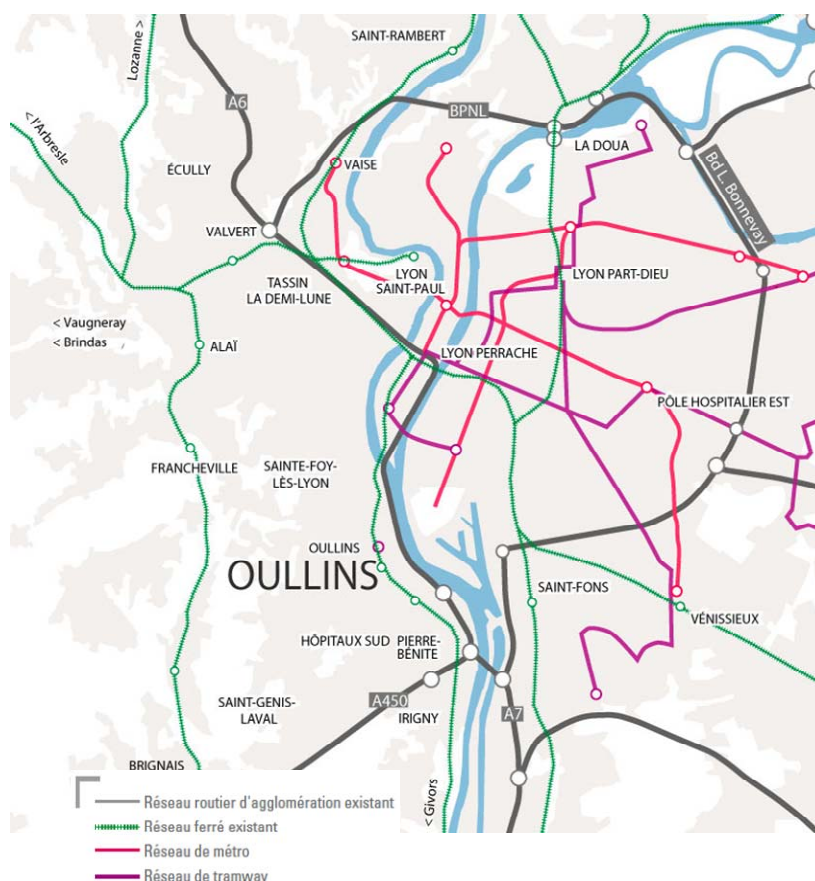 SAINT-RAMBERT
Lozanne >
A6
BPNL
< l'Arbresle
LA DOUA
ÉCULLY
VAISE
Bd L. Bonnevay
VALVERT
LYON
SAINT-PAUL
LYON PART-DIEU
TASSIN
LA DEMI-LUNE
< Vaugneray
< Brindas
ALAÏ
LYON PERRACHE
PÔLE HOSPITALIER EST
FRANCHEVILLE
SAINTE-FOY-
LÈS-LYON
OULLINS
OULLINS
SAINT-FONS
VÉNISSIEUX
HÔPITAUX SUD
PIERRE-
BÉNITE
SAINT-GENIS-
LAVAL
A450
IRIGNY
A7
BRIGNAIS
< Givors
Réseau routier d'agglomération existant
Réseau ferré existant
Réseau de métro
Réseau de tramway